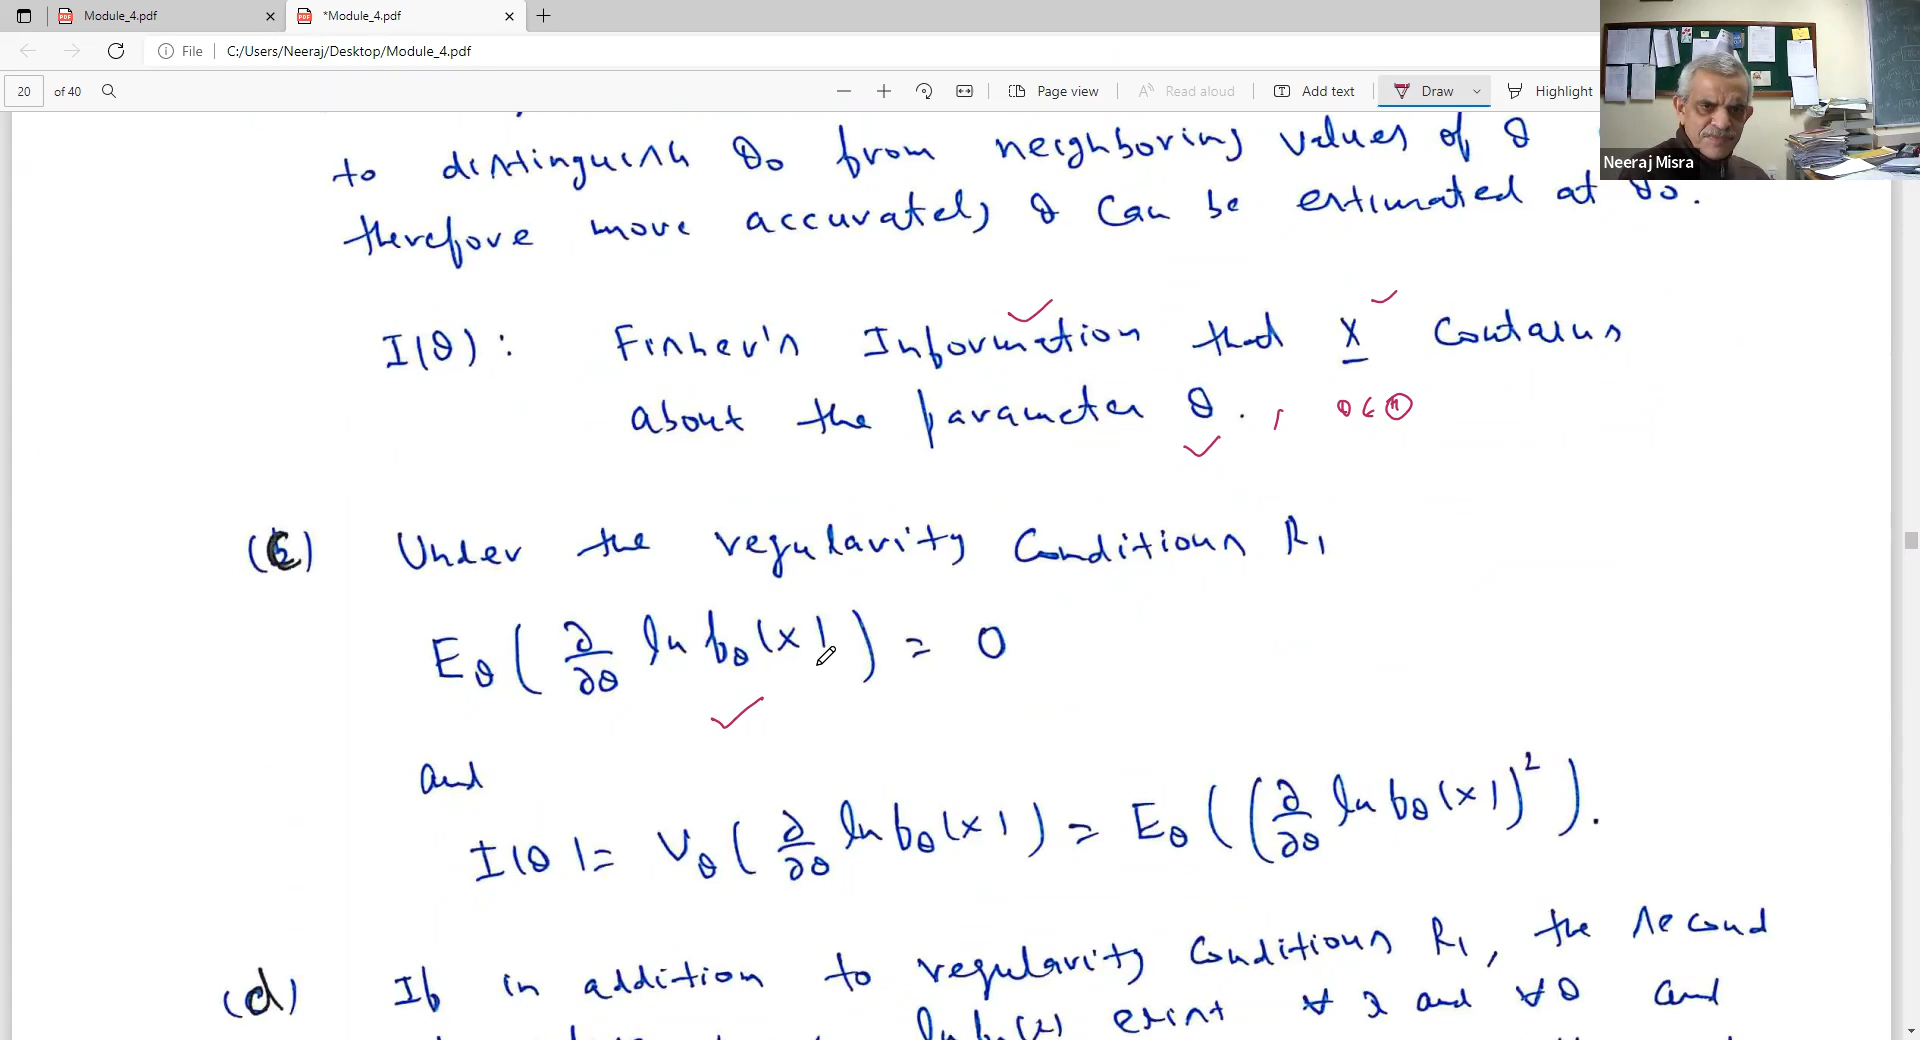 Module_4.pdf
*Module_4.pdf
File C:/Users/Neeraj/Desktop/Module_4.pdf
20 of 40 Page view Read aloud Add text Draw Highlight
Neeraj Misra
to distinguish θ₀ from neighboring values of θ
therefore more accurately θ can be estimated at θ₀.
I(θ): Fisher's Information that X contains
about the parameter θ. , θ ∈ Θ
(c) Under the regularity conditions R₁
E_θ(∂/∂θ ln f_θ(X)) = 0
and
I(θ) = V_θ(∂/∂θ ln f_θ(X)) = E_θ((∂/∂θ ln f_θ(X))²).
(d) If in addition to regularity conditions R₁, the second
ln f_θ(x) exist ∀ x and ∀ θ and